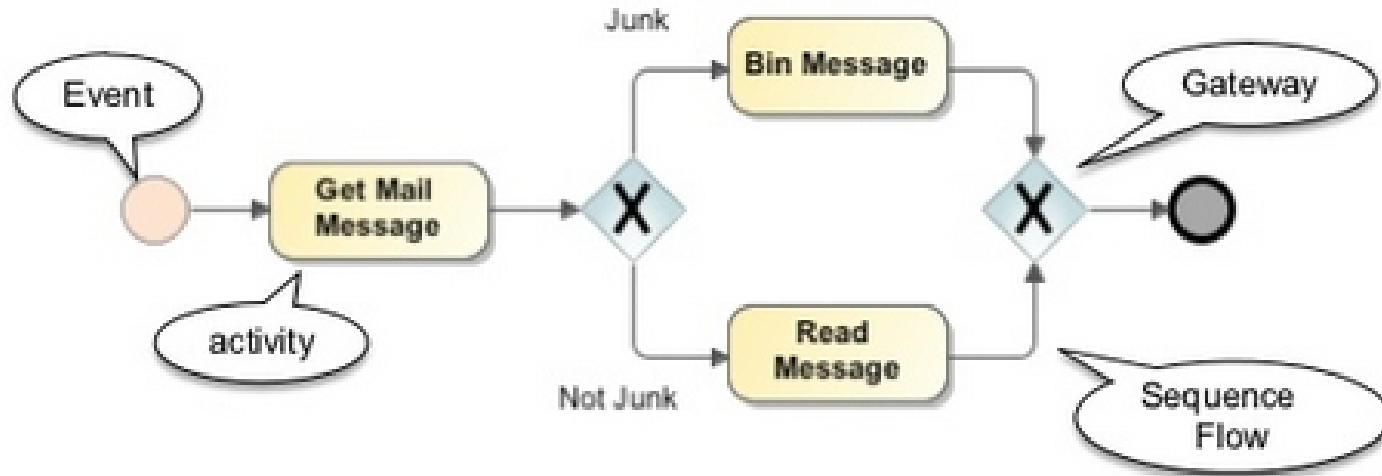 Junk
Event
Bin Message
Gateway
Get Mail
Message
X
X
activity
Read
Message
Not Junk
Sequence
Flow